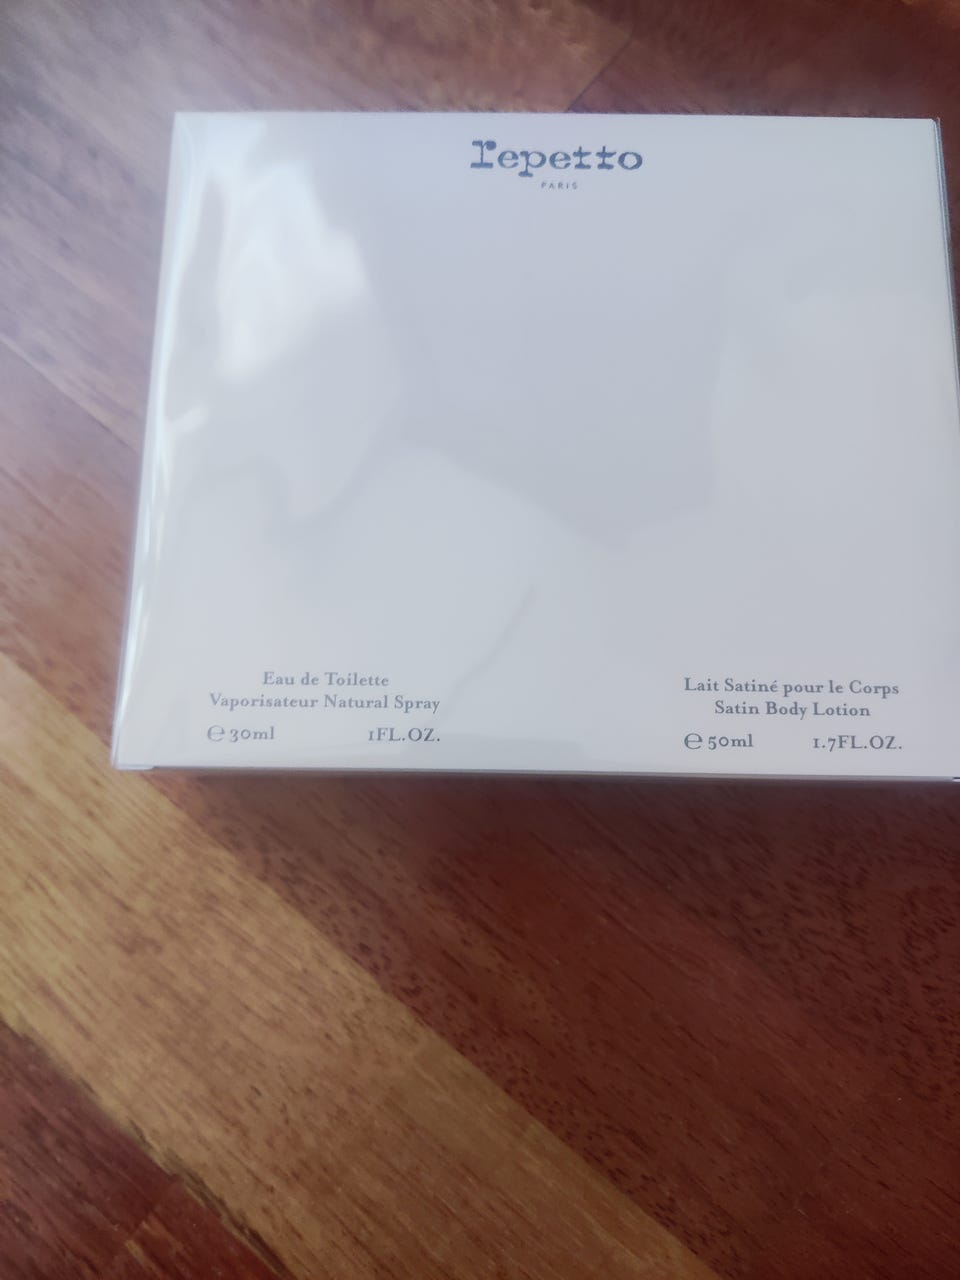 repetto
PARIS
Eau de Toilette
Vaporisateur Natural Spray
℮ 30ml 1FL.OZ.
Lait Satiné pour le Corps
Satin Body Lotion
℮ 50ml 1.7FL.OZ.